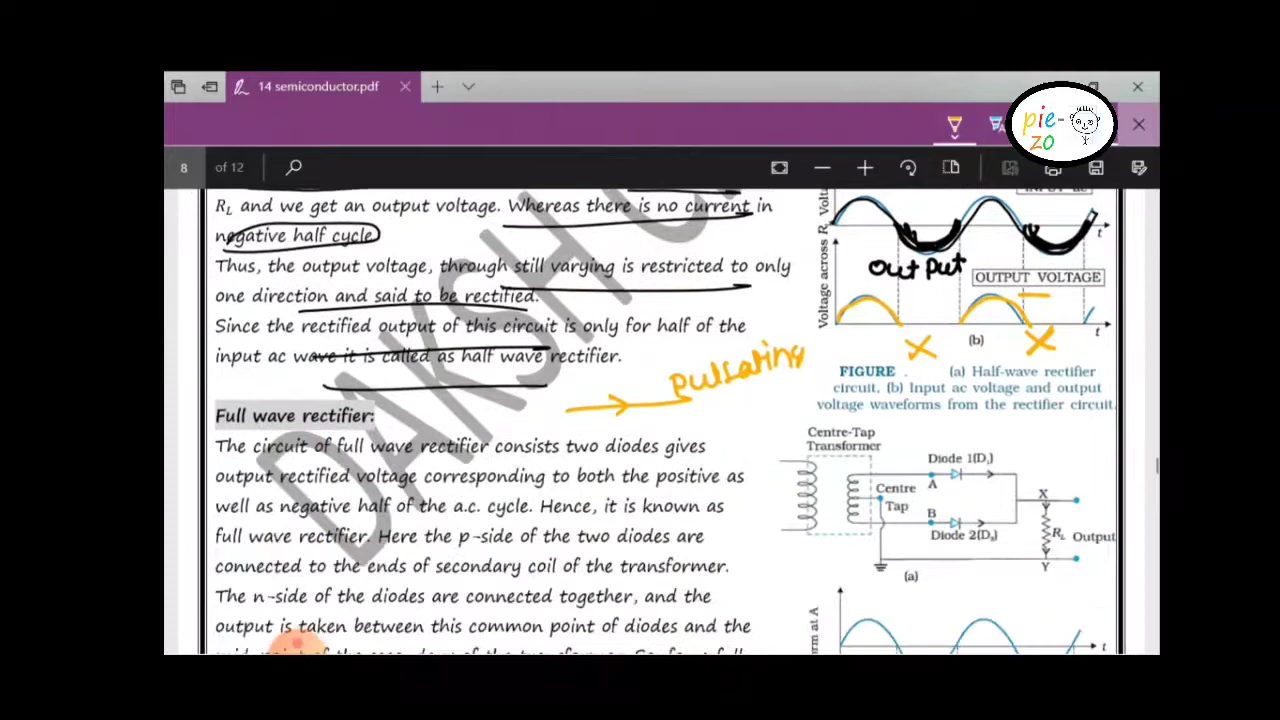 14 semiconductor.pdf
pie-
zo
8 of 12
RL and we get an output voltage. Whereas there is no current in
negative half cycle.
Thus, the output voltage, through still varying is restricted to only
one direction and said to be rectified.
Since the rectified output of this circuit is only for half of the
input ac wave it is called as half wave rectifier.
pulsating
Full wave rectifier:
The circuit of full wave rectifier consists two diodes gives
output rectified voltage corresponding to both the positive as
well as negative half of the a.c. cycle. Hence, it is known as
full wave rectifier. Here the p-side of the two diodes are
connected to the ends of secondary coil of the transformer.
The n-side of the diodes are connected together, and the
output is taken between this common point of diodes and the
DAKSH
INPUT ac
t
output
OUTPUT VOLTAGE
Voltage across R
t
X X
(b)
FIGURE . (a) Half-wave rectifier
circuit, (b) Input ac voltage and output
voltage waveforms from the rectifier circuit.
Centre-Tap
Transformer
Diode 1(D1)
Centre
Tap
A
X
B
Diode 2(D2)
RL Output
Y
(a)
t